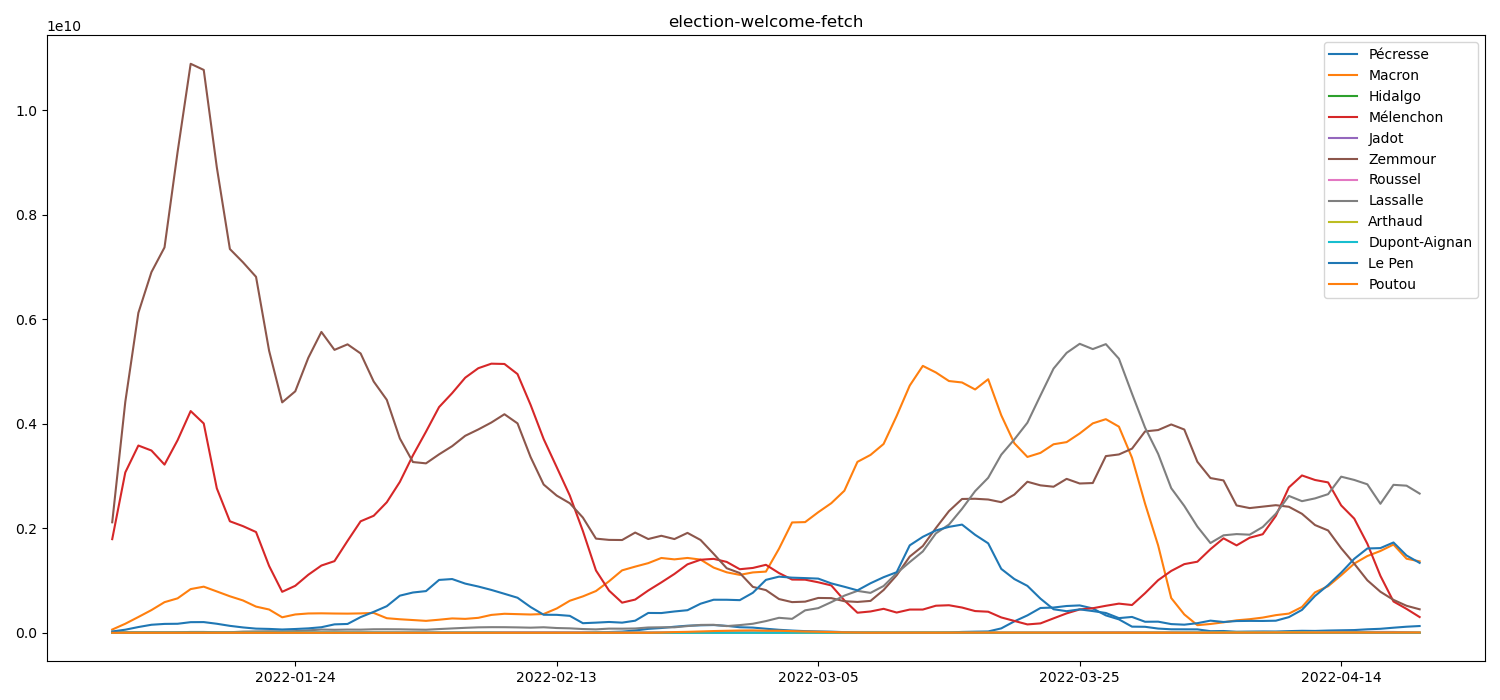 election-welcome-fetch
1e10
1.0
0.8
0.6
0.4
0.2
0.0
2022-01-24
2022-02-13
2022-03-05
2022-03-25
2022-04-14
Pécresse
Macron
Hidalgo
Mélenchon
Jadot
Zemmour
Roussel
Lassalle
Arthaud
Dupont-Aignan
Le Pen
Poutou